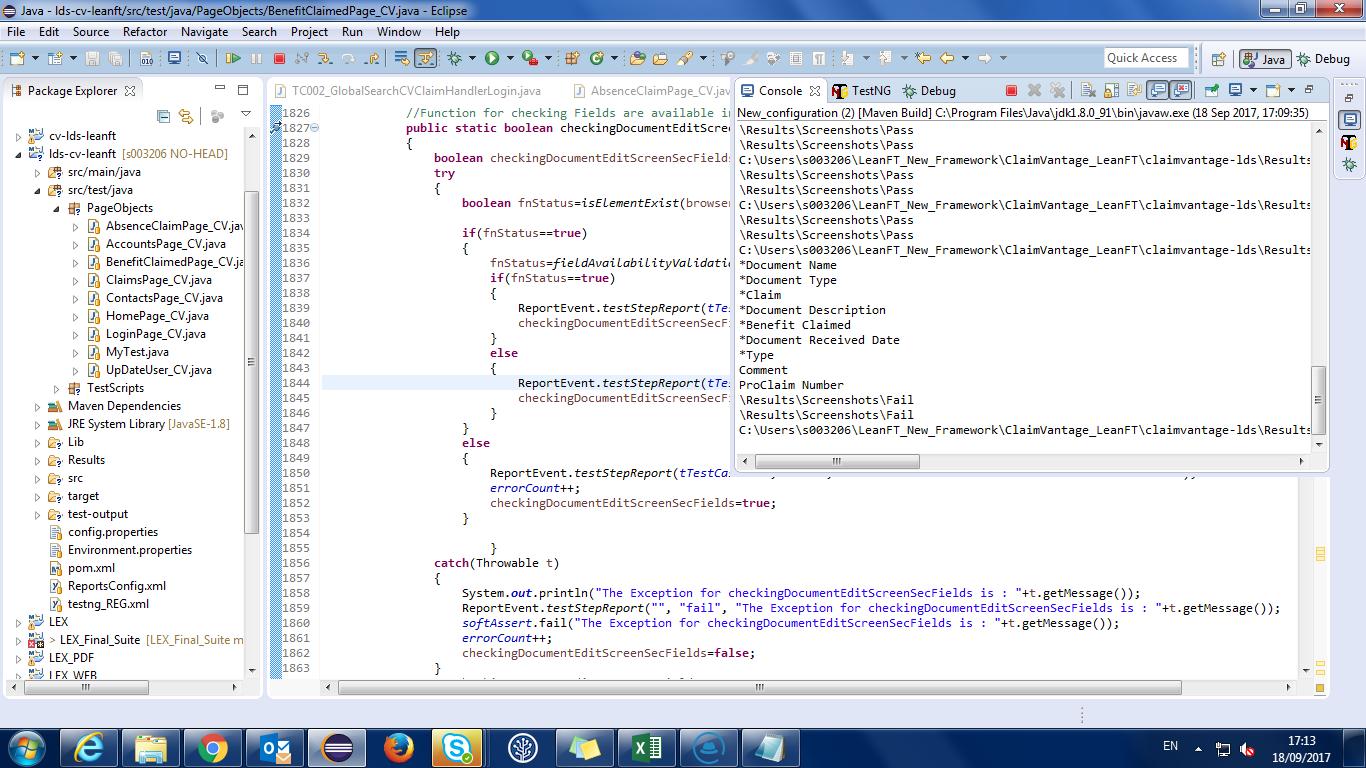 Java - lds-cv-leanft/src/test/java/PageObjects/BenefitClaimedPage_CV.java - Eclipse
File Edit Source Refactor Navigate Search Project Run Window Help
Quick Access
Java
Debug
Package Explorer
cv-lds-leanft
lds-cv-leanft [s003206 NO-HEAD]
src/main/java
src/test/java
PageObjects
AbsenceClaimPage_CV.jav
AccountsPage_CV.java
BenefitClaimedPage_CV.ja
ClaimsPage_CV.java
ContactsPage_CV.java
HomePage_CV.java
LoginPage_CV.java
MyTest.java
UpDateUser_CV.java
TestScripts
Maven Dependencies
JRE System Library [JavaSE-1.8]
Lib
Results
src
target
test-output
config.properties
Environment.properties
pom.xml
ReportsConfig.xml
testng_REG.xml
LEX
> LEX_Final_Suite [LEX_Final_Suite m
LEX_PDF
LEX_WEB
TC002_GlobalSearchCVClaimHandlerLogin.java
AbsenceClaimPage_CV.jav
1826 //Function for checking Fields are available in
1827 public static boolean checkingDocumentEditScree
1828 {
1829 boolean checkingDocumentEditScreenSecFields
1830 try
1831 {
1832 boolean fnStatus=isElementExist(browser
1833
1834 if(fnStatus==true)
1835 {
1836 fnStatus=fieldAvailabilityValidatio
1837 if(fnStatus==true)
1838 {
1839 ReportEvent.testStepReport(tTest
1840 checkingDocumentEditScreenSecFi
1841 }
1842 else
1843 {
1844 ReportEvent.testStepReport(tTes
1845 checkingDocumentEditScreenSecFi
1846 }
1847 }
1848 else
1849 {
1850 ReportEvent.testStepReport(tTestCas
1851 errorCount++;
1852 checkingDocumentEditScreenSecFields=true;
1853 }
1854
1855 }
1856 catch(Throwable t)
1857 {
1858 System.out.println("The Exception for checkingDocumentEditScreenSecFields is : "+t.getMessage());
1859 ReportEvent.testStepReport("", "fail", "The Exception for checkingDocumentEditScreenSecFields is : "+t.getMessage());
1860 softAssert.fail("The Exception for checkingDocumentEditScreenSecFields is : "+t.getMessage());
1861 errorCount++;
1862 checkingDocumentEditScreenSecFields=false;
1863 }
Console
TestNG
Debug
New_configuration (2) [Maven Build] C:\Program Files\Java\jdk1.8.0_91\bin\javaw.exe (18 Sep 2017, 17:09:35)
\Results\Screenshots\Pass
\Results\Screenshots\Pass
C:\Users\s003206\LeanFT_New_Framework\ClaimVantage_LeanFT\claimvantage-lds\Results
\Results\Screenshots\Pass
\Results\Screenshots\Pass
C:\Users\s003206\LeanFT_New_Framework\ClaimVantage_LeanFT\claimvantage-lds\Results
\Results\Screenshots\Pass
\Results\Screenshots\Pass
C:\Users\s003206\LeanFT_New_Framework\ClaimVantage_LeanFT\claimvantage-lds\Results
*Document Name
*Document Type
*Claim
*Document Description
*Benefit Claimed
*Document Received Date
*Type
Comment
ProClaim Number
\Results\Screenshots\Fail
\Results\Screenshots\Fail
C:\Users\s003206\LeanFT_New_Framework\ClaimVantage_LeanFT\claimvantage-lds\Results
EN
17:13
18/09/2017